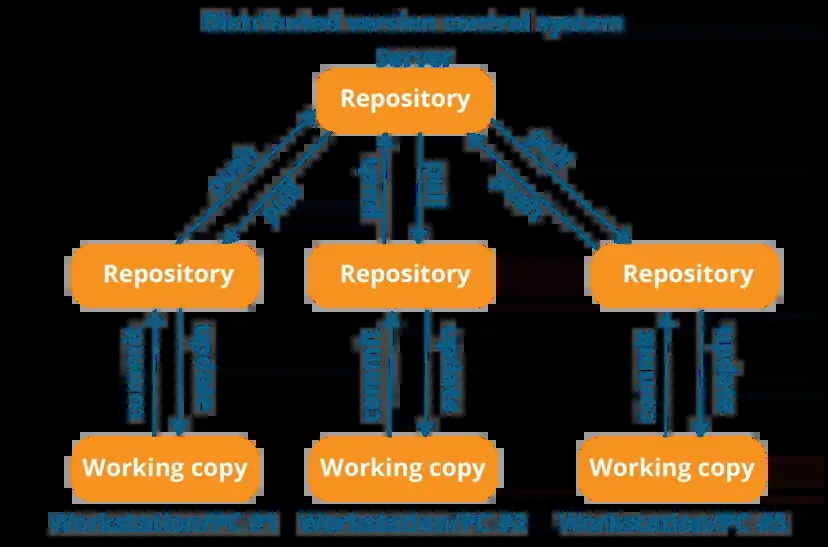 Distributed version control system
Server
Repository
push
pull
push
pull
push
pull
Repository
Repository
Repository
commit
update
commit
update
commit
update
Working copy
Working copy
Working copy
Workstation/PC #1
Workstation/PC #2
Workstation/PC #3